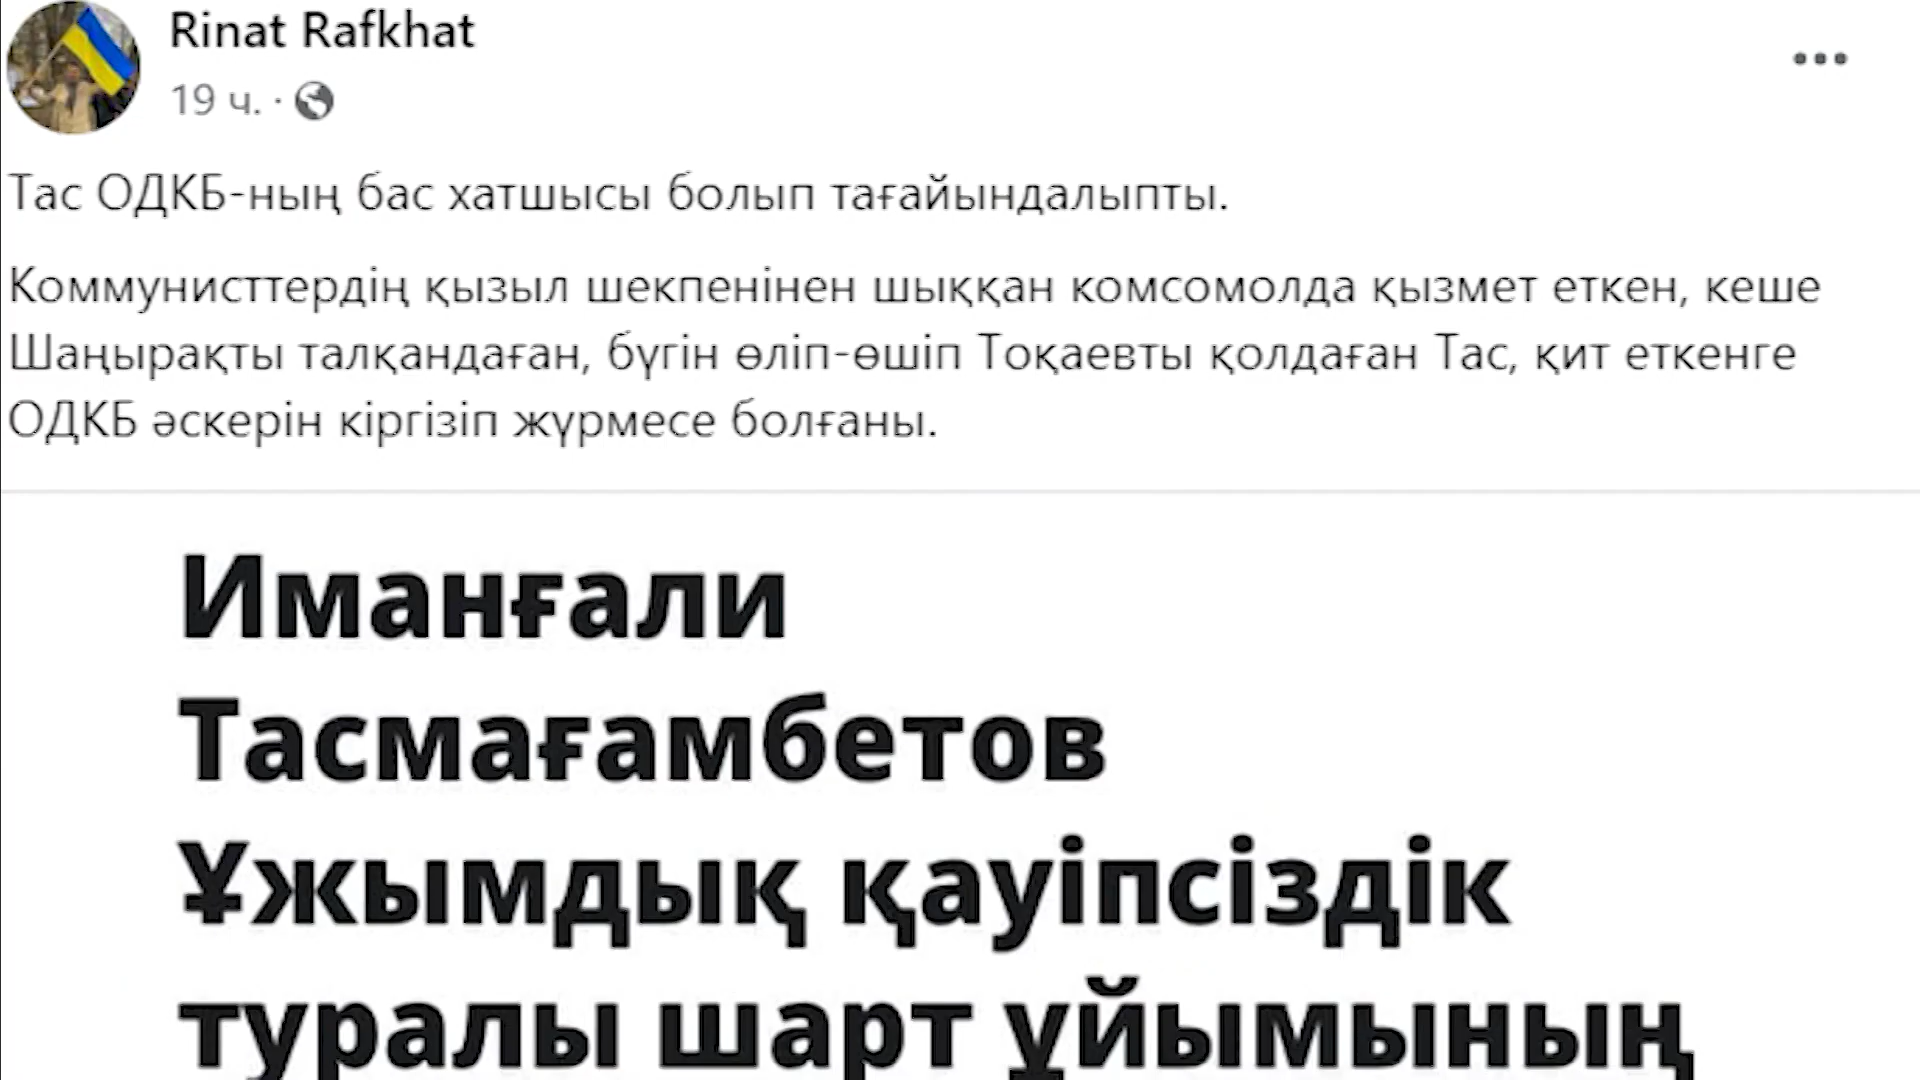 Rinat Rafkhat
19 ч. ·
Тас ОДКБ-ның бас хатшысы болып тағайындалыпты.
Коммунисттердің қызыл шекпенінен шыққан комсомолда қызмет еткен, кеше
Шаңырақты талқандаған, бүгін өліп-өшіп Тоқаевты қолдаған Тас, қит еткенге
ОДКБ әскерін кіргізіп жүрмесе болғаны.
Иманғали
Тасмағамбетов
Ұжымдық қауіпсіздік
туралы шарт ұйымының